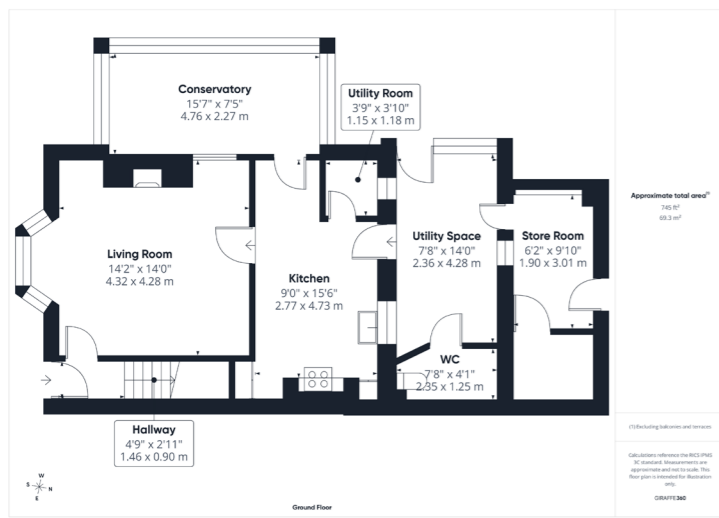 Conservatory
15'7" x 7'5"
4.76 x 2.27 m
Utility Room
3'9" x 3'10"
1.15 x 1.18 m
Living Room
14'2" x 14'0"
4.32 x 4.28 m
Kitchen
9'0" x 15'6"
2.77 x 4.73 m
Utility Space
7'8" x 14'0"
2.36 x 4.28 m
Store Room
6'2" x 9'10"
1.90 x 3.01 m
WC
7'8" x 4'1"
2.35 x 1.25 m
Hallway
4'9" x 2'11"
1.46 x 0.90 m
W
S
N
E
Ground Floor
Approximate total area(1)
745 ft²
69.3 m²
(1) Excluding balconies and terraces
Calculations reference the RICS IPMS
3C standard. Measurements are
approximate and not to scale. This
floor plan is intended for illustration
only.
GIRAFFE360